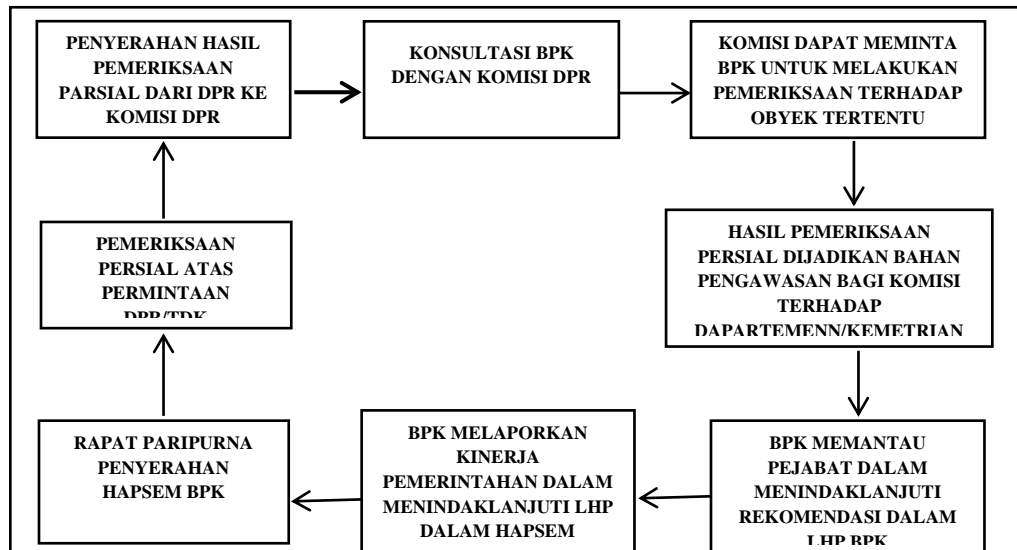 PENYERAHAN HASIL
PEMERIKSAAN
PARSIAL DARI DPR KE
KOMISI DPR
KONSULTASI BPK
DENGAN KOMISI DPR
KOMISI DAPAT MEMINTA
BPK UNTUK MELAKUKAN
PEMERIKSAAN TERHADAP
OBYEK TERTENTU
HASIL PEMERIKSAAN
PERSIAL DIJADIKAN BAHAN
PENGAWASAN BAGI KOMISI
TERHADAP
DAPARTEMENN/KEMETRIAN
BPK MEMANTAU
PEJABAT DALAM
MENINDAKLANJUTI
REKOMENDASI DALAM
LHP BPK
BPK MELAPORKAN
KINERJA
PEMERINTAHAN DALAM
MENINDAKLANJUTI LHP
DALAM HAPSEM
RAPAT PARIPURNA
PENYERAHAN
HAPSEM BPK
PEMERIKSAAN
PERSIAL ATAS
PERMINTAAN
DPR/TDK